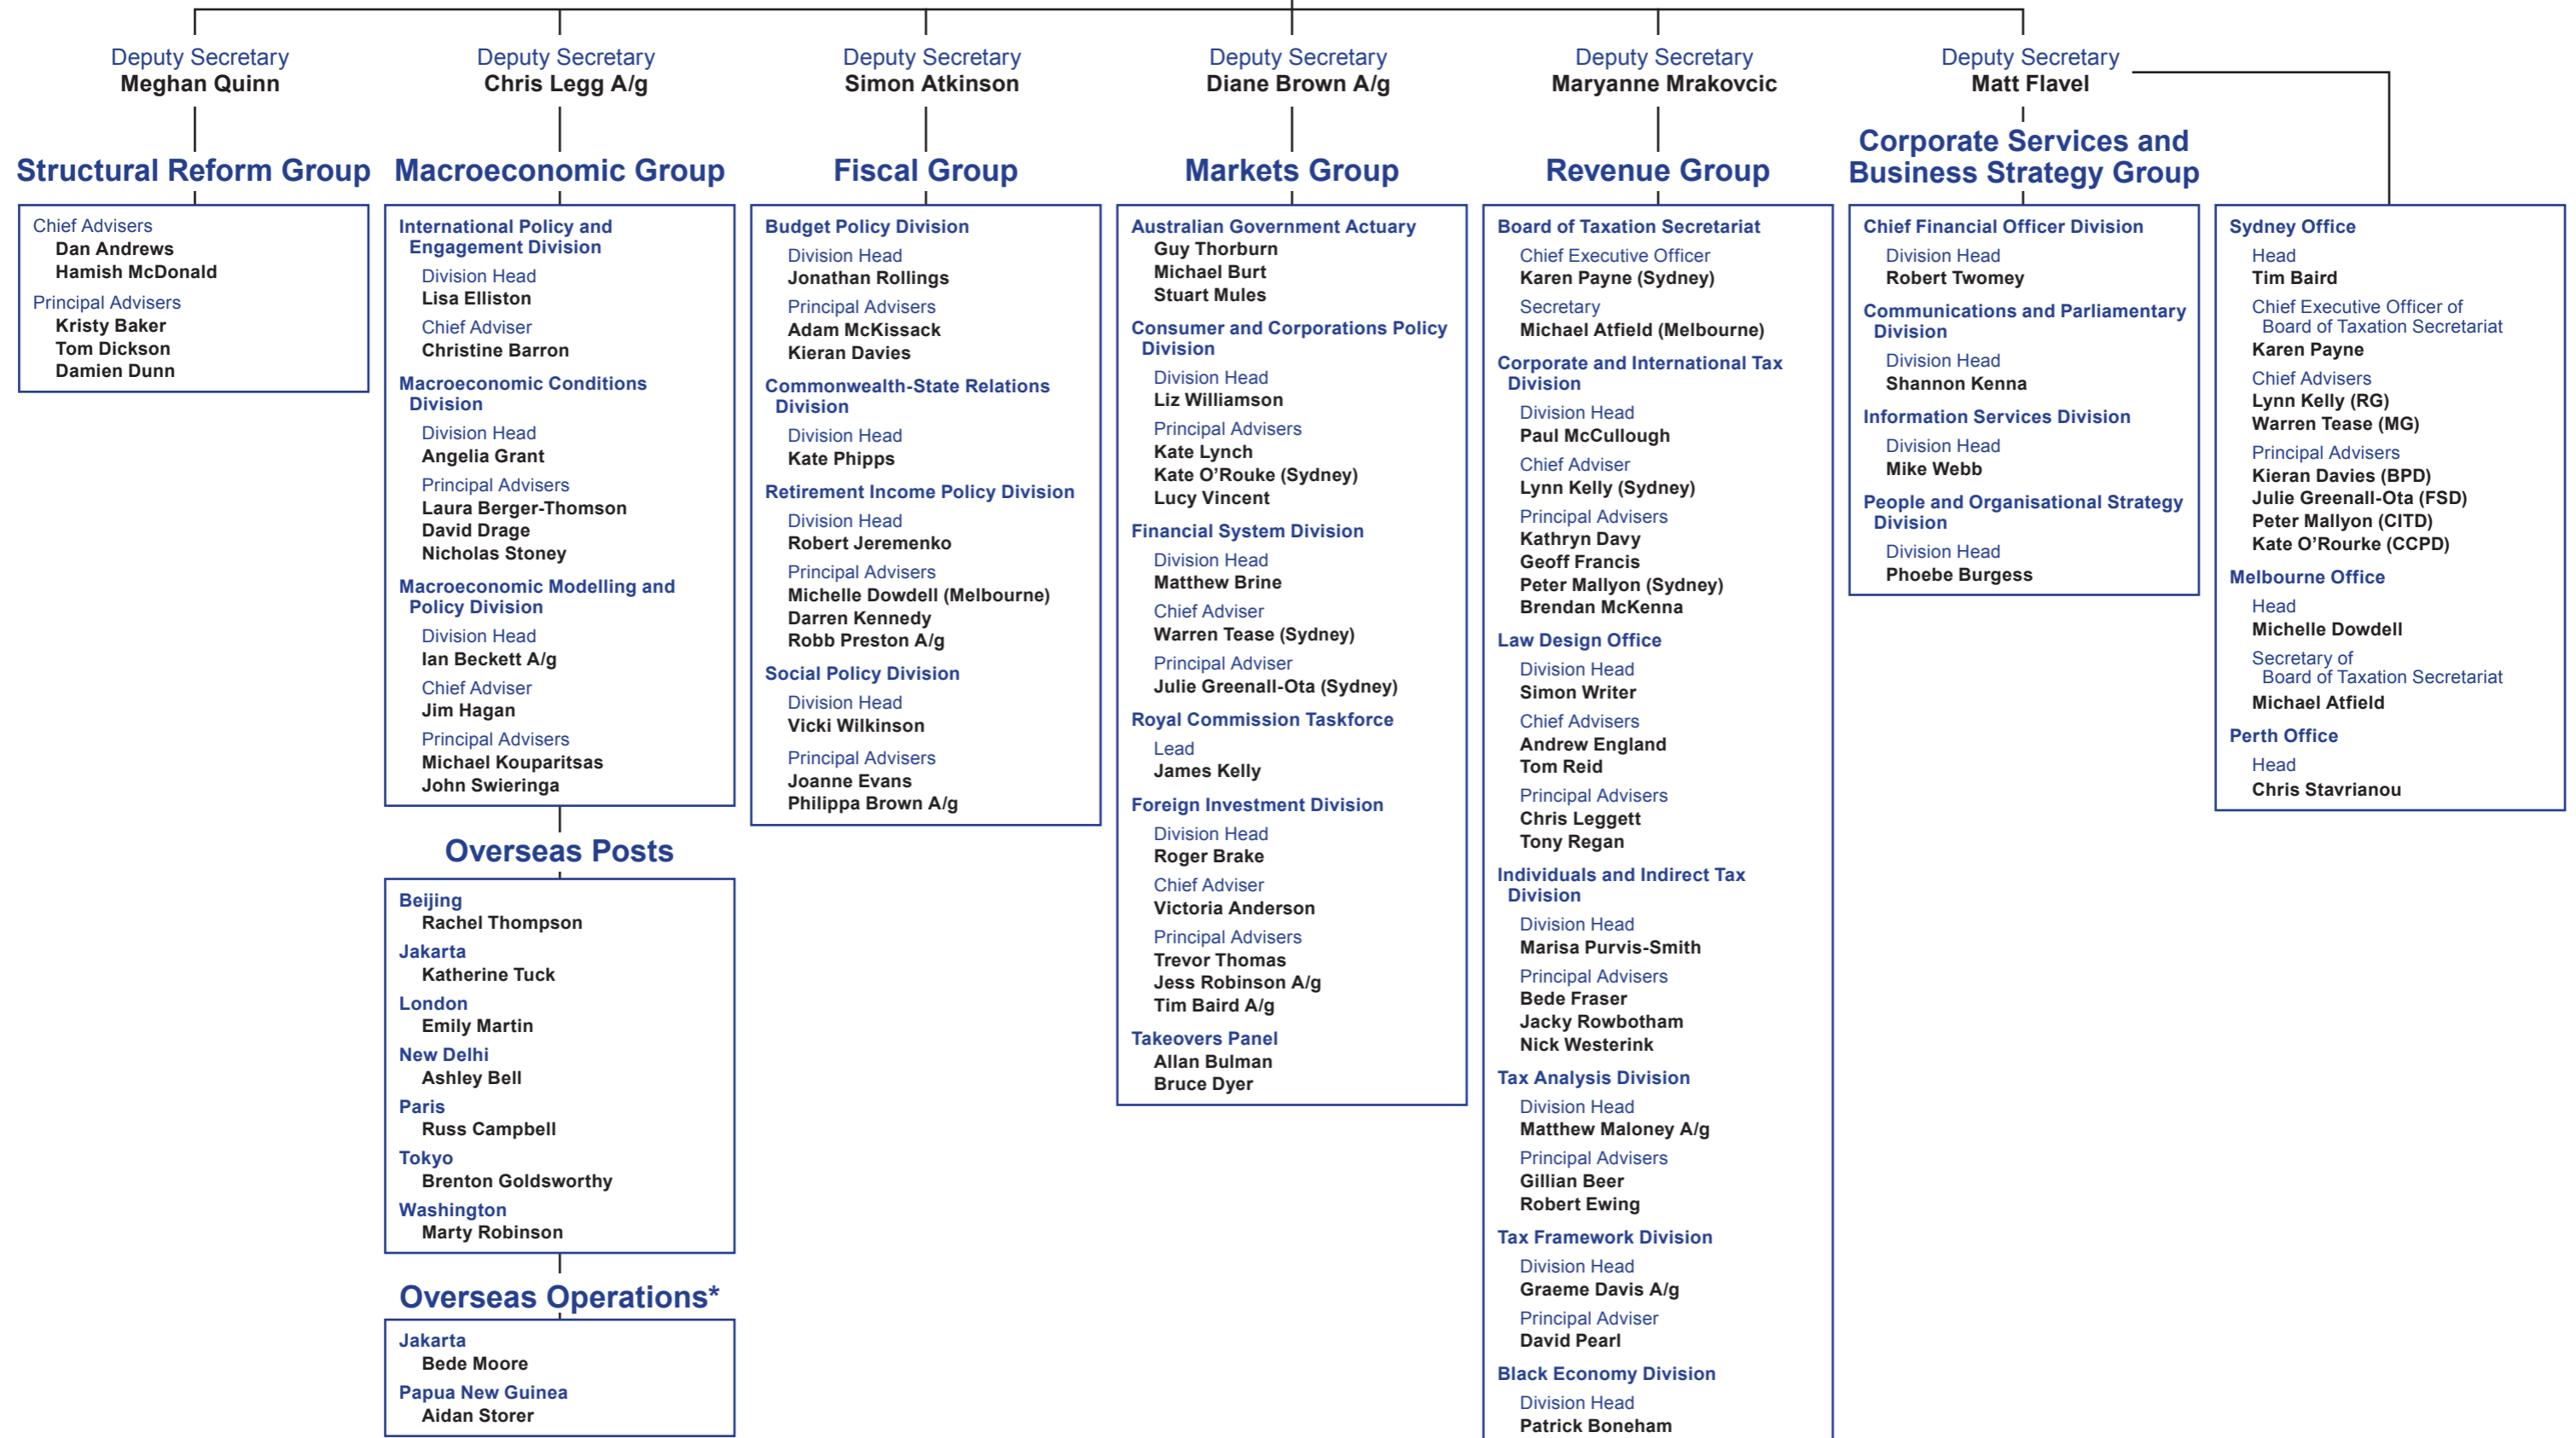 Deputy Secretary
Meghan Quinn
Structural Reform Group
Chief Advisers
Dan Andrews
Hamish McDonald
Principal Advisers
Kristy Baker
Tom Dickson
Damien Dunn
Deputy Secretary
Chris Legg A/g
Macroeconomic Group
International Policy and
Engagement Division
Division Head
Lisa Elliston
Chief Adviser
Christine Barron
Macroeconomic Conditions
Division
Division Head
Angelia Grant
Principal Advisers
Laura Berger-Thomson
David Drage
Nicholas Stoney
Macroeconomic Modelling and
Policy Division
Division Head
Ian Beckett A/g
Chief Adviser
Jim Hagan
Principal Advisers
Michael Kouparitsas
John Swieringa
Overseas Posts
Beijing
Rachel Thompson
Jakarta
Katherine Tuck
London
Emily Martin
New Delhi
Ashley Bell
Paris
Russ Campbell
Tokyo
Brenton Goldsworthy
Washington
Marty Robinson
Overseas Operations*
Jakarta
Bede Moore
Papua New Guinea
Aidan Storer
Deputy Secretary
Simon Atkinson
Fiscal Group
Budget Policy Division
Division Head
Jonathan Rollings
Principal Advisers
Adam McKissack
Kieran Davies
Commonwealth-State Relations
Division
Division Head
Kate Phipps
Retirement Income Policy Division
Division Head
Robert Jeremenko
Principal Advisers
Michelle Dowdell (Melbourne)
Darren Kennedy
Robb Preston A/g
Social Policy Division
Division Head
Vicki Wilkinson
Principal Advisers
Joanne Evans
Philippa Brown A/g
Deputy Secretary
Diane Brown A/g
Markets Group
Australian Government Actuary
Guy Thorburn
Michael Burt
Stuart Mules
Consumer and Corporations Policy
Division
Division Head
Liz Williamson
Principal Advisers
Kate Lynch
Kate O'Rouke (Sydney)
Lucy Vincent
Financial System Division
Division Head
Matthew Brine
Chief Adviser
Warren Tease (Sydney)
Principal Adviser
Julie Greenall-Ota (Sydney)
Royal Commission Taskforce
Lead
James Kelly
Foreign Investment Division
Division Head
Roger Brake
Chief Adviser
Victoria Anderson
Principal Advisers
Trevor Thomas
Jess Robinson A/g
Tim Baird A/g
Takeovers Panel
Allan Bulman
Bruce Dyer
Deputy Secretary
Maryanne Mrakovcic
Revenue Group
Board of Taxation Secretariat
Chief Executive Officer
Karen Payne (Sydney)
Secretary
Michael Atfield (Melbourne)
Corporate and International Tax
Division
Division Head
Paul McCullough
Chief Adviser
Lynn Kelly (Sydney)
Principal Advisers
Kathryn Davy
Geoff Francis
Peter Mallyon (Sydney)
Brendan McKenna
Law Design Office
Division Head
Simon Writer
Chief Advisers
Andrew England
Tom Reid
Principal Advisers
Chris Leggett
Tony Regan
Individuals and Indirect Tax
Division
Division Head
Marisa Purvis-Smith
Principal Advisers
Bede Fraser
Jacky Rowbotham
Nick Westerink
Tax Analysis Division
Division Head
Matthew Maloney A/g
Principal Advisers
Gillian Beer
Robert Ewing
Tax Framework Division
Division Head
Graeme Davis A/g
Principal Adviser
David Pearl
Black Economy Division
Division Head
Patrick Boneham
Deputy Secretary
Matt Flavel
Corporate Services and
Business Strategy Group
Chief Financial Officer Division
Division Head
Robert Twomey
Communications and Parliamentary
Division
Division Head
Shannon Kenna
Information Services Division
Division Head
Mike Webb
People and Organisational Strategy
Division
Division Head
Phoebe Burgess
Sydney Office
Head
Tim Baird
Chief Executive Officer of
Board of Taxation Secretariat
Karen Payne
Chief Advisers
Lynn Kelly (RG)
Warren Tease (MG)
Principal Advisers
Kieran Davies (BPD)
Julie Greenall-Ota (FSD)
Peter Mallyon (CITD)
Kate O'Rourke (CCPD)
Melbourne Office
Head
Michelle Dowdell
Secretary of
Board of Taxation Secretariat
Michael Atfield
Perth Office
Head
Chris Stavrianou